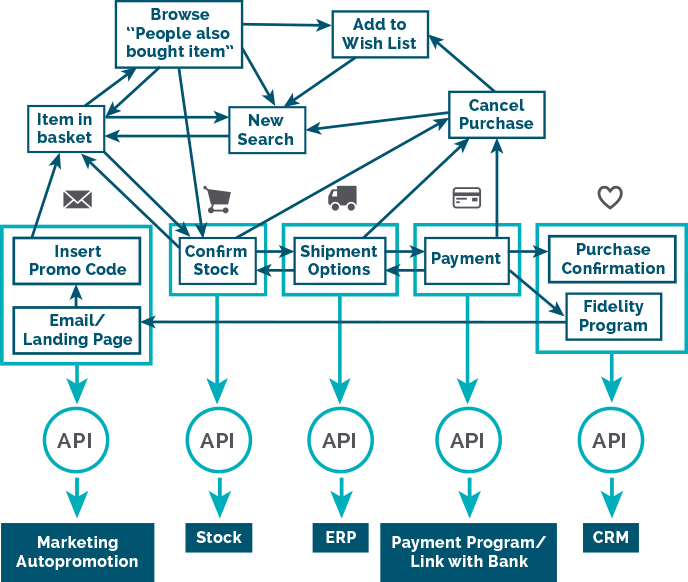 Browse
"People also
bought item"
Add to
Wish List
Item in
basket
New
Search
Cancel
Purchase
Insert
Promo Code
Email/
Landing Page
Confirm
Stock
Shipment
Options
Payment
Purchase
Confirmation
Fidelity
Program
API
API
API
API
API
Marketing
Autopromotion
Stock
ERP
Payment Program/
Link with Bank
CRM